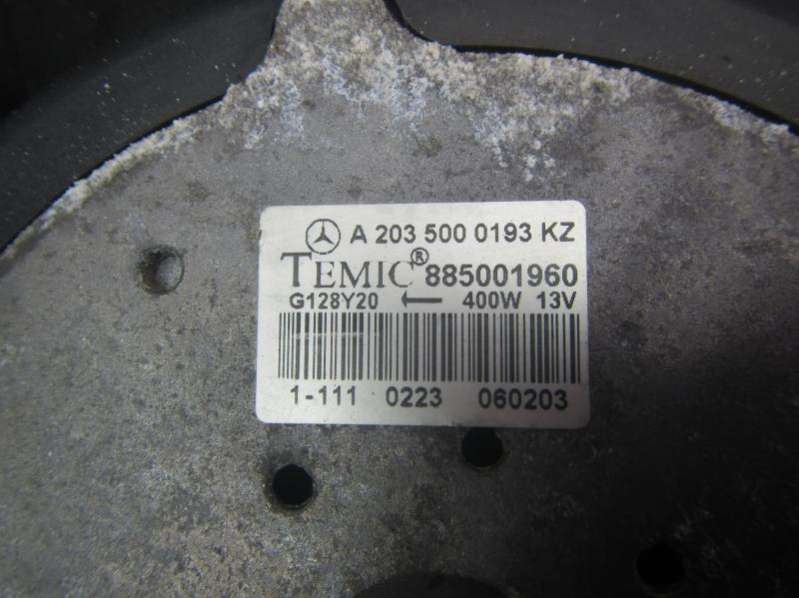 A 203 500 0193 KZ
TEMIC® 885001960
G128Y20 ← 400W 13V
1-111 0223 060203